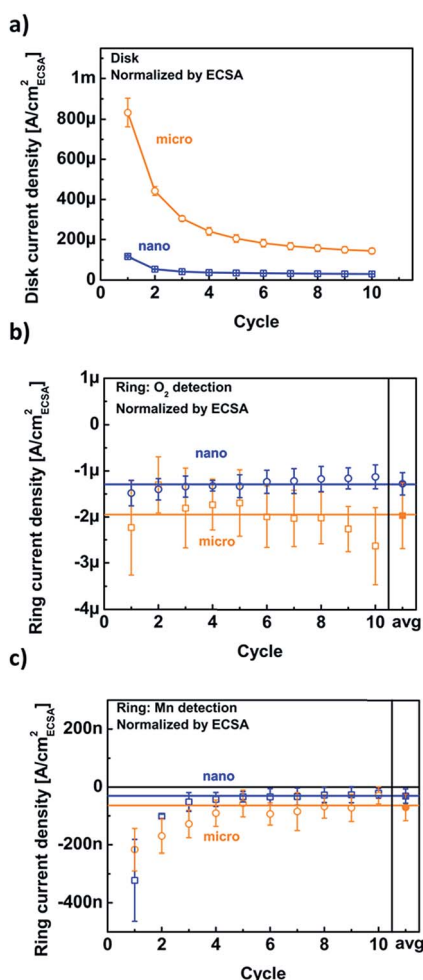 a)
Disk
Normalized by ECSA
1m
800µ
600µ
400µ
200µ
0
micro
nano
0 2 4 6 8 10
Cycle
Disk current density [A/cm²ECSA]
b)
Ring: O₂ detection
Normalized by ECSA
1µ
0
-1µ
-2µ
-3µ
-4µ
nano
micro
0 2 4 6 8 10 avg
Cycle
Ring current density [A/cm²ECSA]
c)
Ring: Mn detection
Normalized by ECSA
200n
0
-200n
-400n
nano
micro
0 2 4 6 8 10 avg
Cycle
Ring current density [A/cm²ECSA]